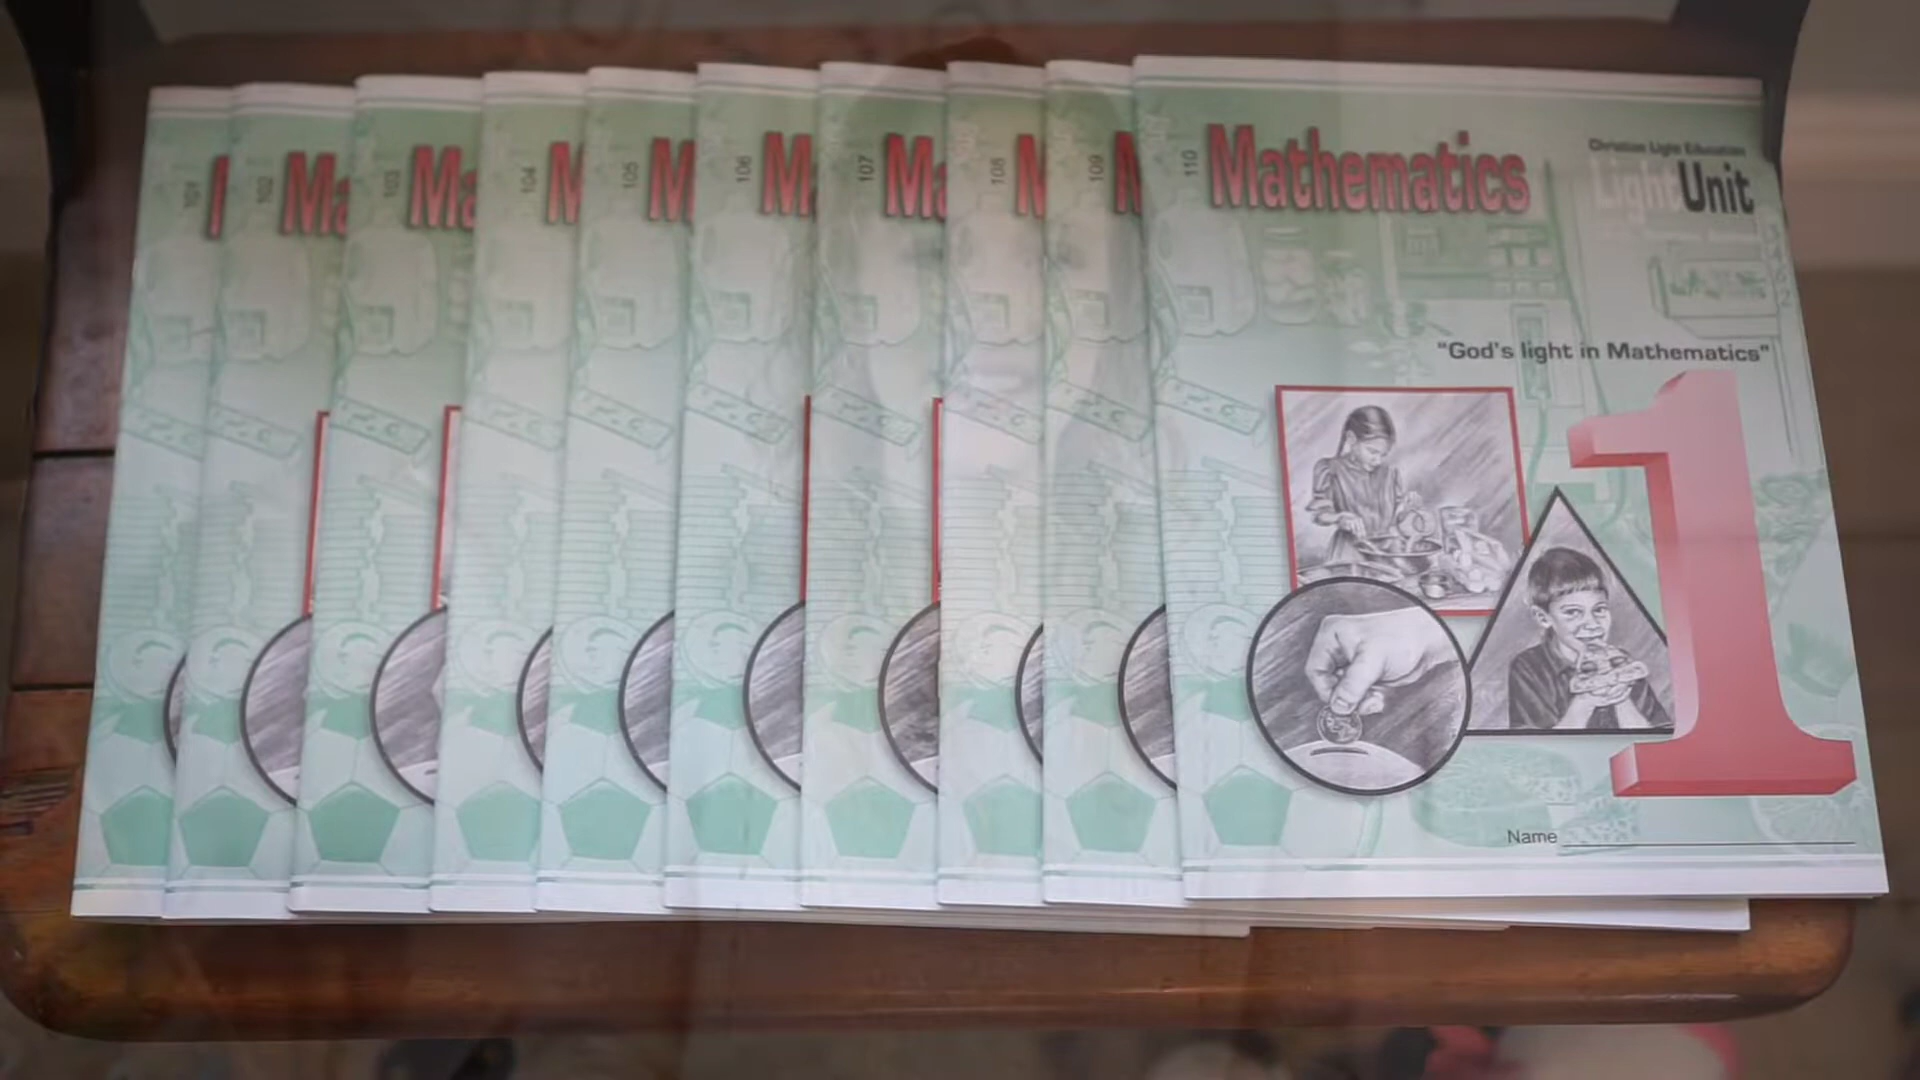 101
102 Ma
103 Ma
104 M
105 M
106 M
107 Ma
108 M
109 M
110 Mathematics
Christian Light Education
LightUnit
"God's light in Mathematics"
1
Name